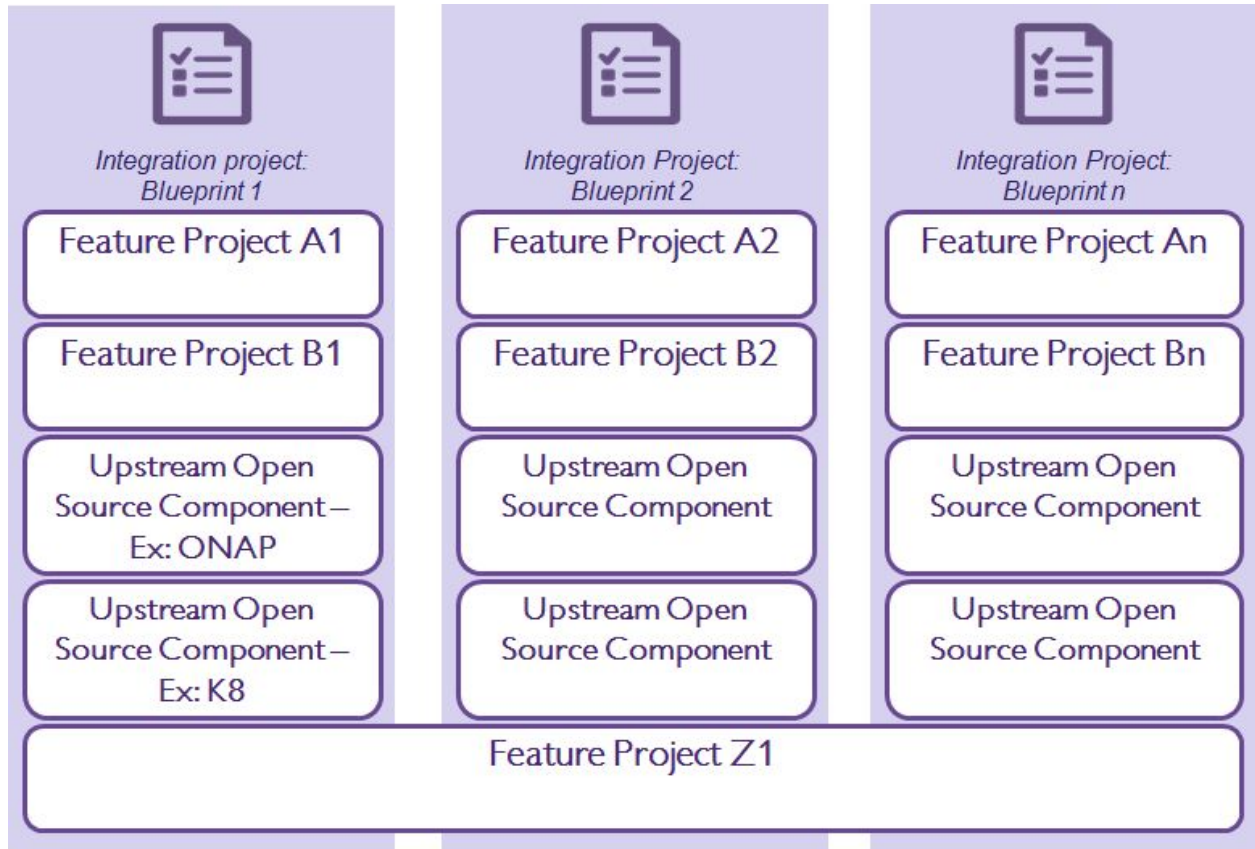 Integration project:
Blueprint 1
Feature Project A1
Feature Project B1
Upstream Open
Source Component –
Ex: ONAP
Upstream Open
Source Component –
Ex: K8
Integration Project:
Blueprint 2
Feature Project A2
Feature Project B2
Upstream Open
Source Component
Upstream Open
Source Component
Integration Project:
Blueprint n
Feature Project An
Feature Project Bn
Upstream Open
Source Component
Upstream Open
Source Component
Feature Project Z1